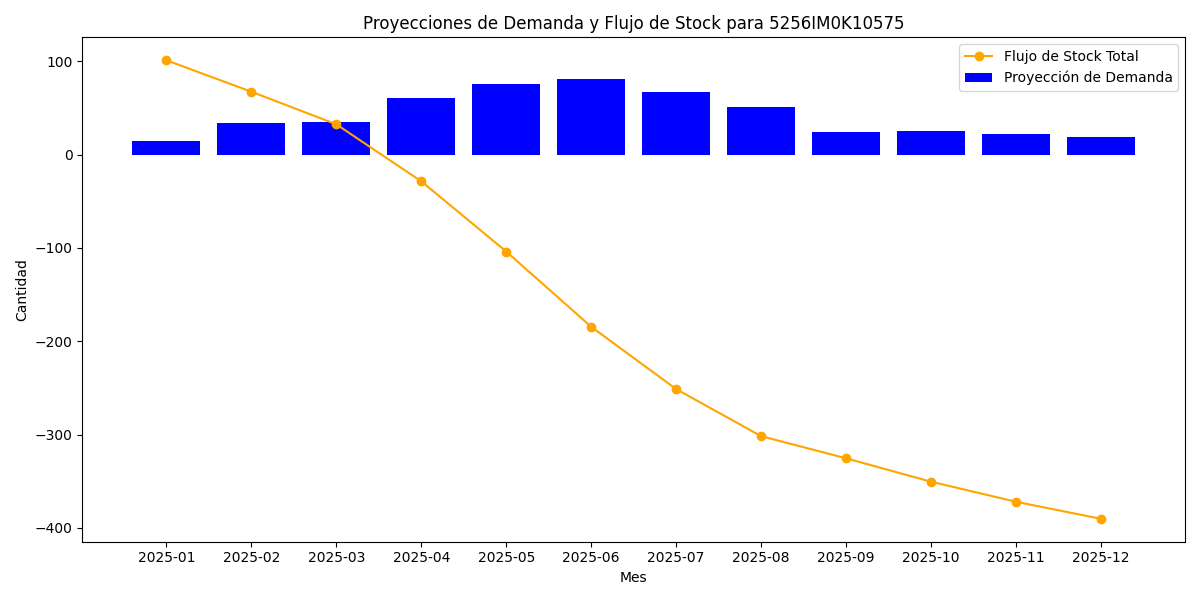 Proyecciones de Demanda y Flujo de Stock para 5256IM0K10575
Flujo de Stock Total
Proyección de Demanda
Cantidad
100
0
−100
−200
−300
−400
2025-01 2025-02 2025-03 2025-04 2025-05 2025-06 2025-07 2025-08 2025-09 2025-10 2025-11 2025-12
Mes